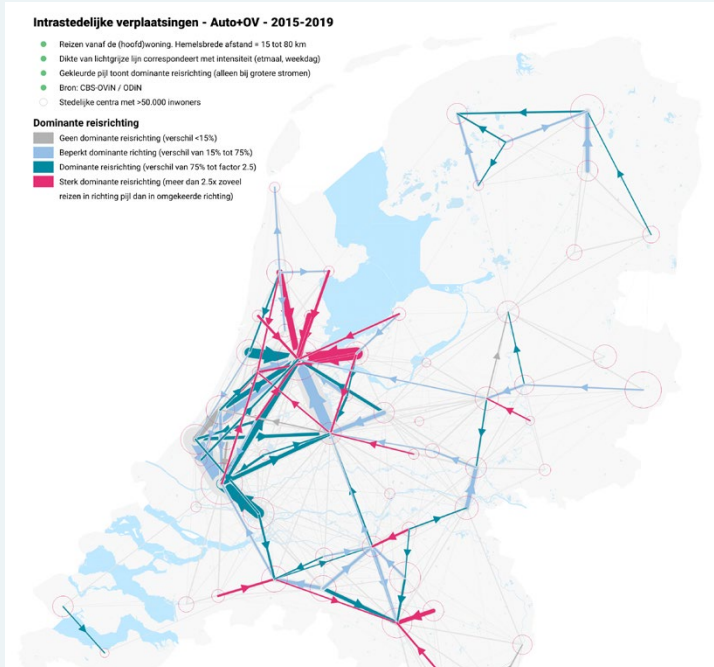 Intrastedelijke verplaatsingen - Auto+OV - 2015-2019
Reizen vanaf de (hoofd)woning. Hemelsbrede afstand = 15 tot 80 km
Dikte van lichtgrijze lijn correspondeert met intensiteit (etmaal, weekdag)
Gekleurde pijl toont dominante reisrichting (alleen bij grotere stromen)
Bron: CBS-OViN / ODiN
Stedelijke centra met >50.000 inwoners
Dominante reisrichting
Geen dominante reisrichting (verschil <15%)
Beperkt dominante richting (verschil van 15% tot 75%)
Dominante reisrichting (verschil van 75% tot factor 2.5)
Sterk dominante reisrichting (meer dan 2.5x zoveel
reizen in richting pijl dan in omgekeerde richting)